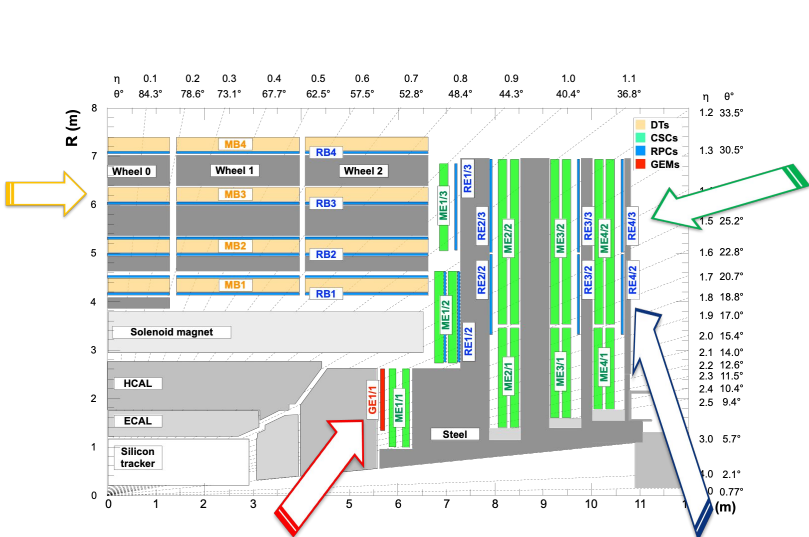 η 0.1 0.2 0.3 0.4 0.5 0.6 0.7 0.8 0.9 1.0 1.1
θ° 84.3° 78.6° 73.1° 67.7° 62.5° 57.5° 52.8° 48.4° 44.3° 40.4° 36.8° η θ°
R (m)
8
7
6
5
4
3
2
1
0
1.2 33.5°
1.3 30.5°
1.5 25.2°
1.6 22.8°
1.7 20.7°
1.8 18.8°
1.9 17.0°
2.0 15.4°
2.1 14.0°
2.2 12.6°
2.3 11.5°
2.4 10.4°
2.5 9.4°
3.0 5.7°
4.0 2.1°
0.77°
DTs
CSCs
RPCs
GEMs
MB4
RB4
Wheel 0
Wheel 1
Wheel 2
MB3
RB3
MB2
RB2
MB1
RB1
Solenoid magnet
HCAL
ECAL
Silicon
tracker
Steel
GE1/1
ME1/1
ME1/2
ME1/3
RE1/3
RE1/2
RE2/3
RE2/2
ME2/2
ME2/1
ME3/2
ME3/1
RE3/3
RE3/2
ME4/2
ME4/1
RE4/3
RE4/2
0 1 2 3 5 6 7 8 9 10 11 (m)